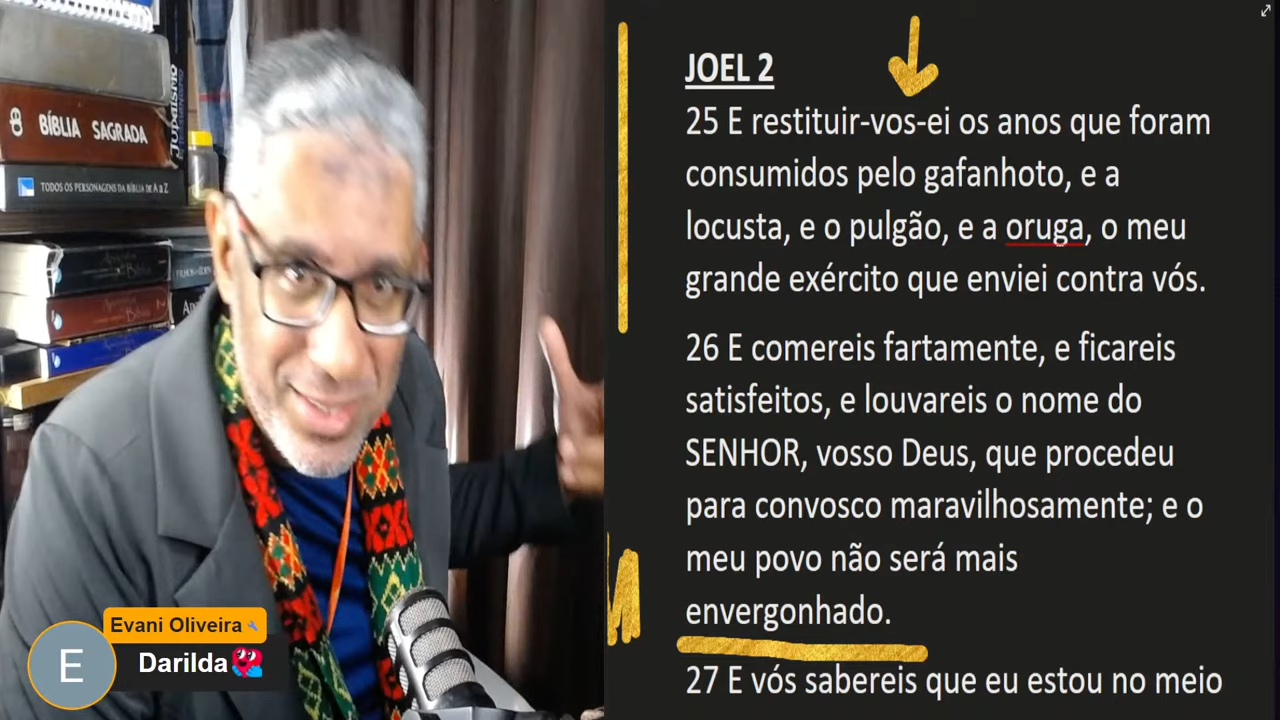 BÍBLIA SAGRADA
JUDAÍSMO
TODOS OS PERSONAGENS DA BÍBLIA DE A a Z
JOEL 2
25 E restituir-vos-ei os anos que foram
consumidos pelo gafanhoto, e a
locusta, e o pulgão, e a oruga, o meu
grande exército que enviei contra vós.
26 E comereis fartamente, e ficareis
satisfeitos, e louvareis o nome do
SENHOR, vosso Deus, que procedeu
para convosco maravilhosamente; e o
meu povo não será mais
envergonhado.
27 E vós sabereis que eu estou no meio
Evani Oliveira
E
Darilda